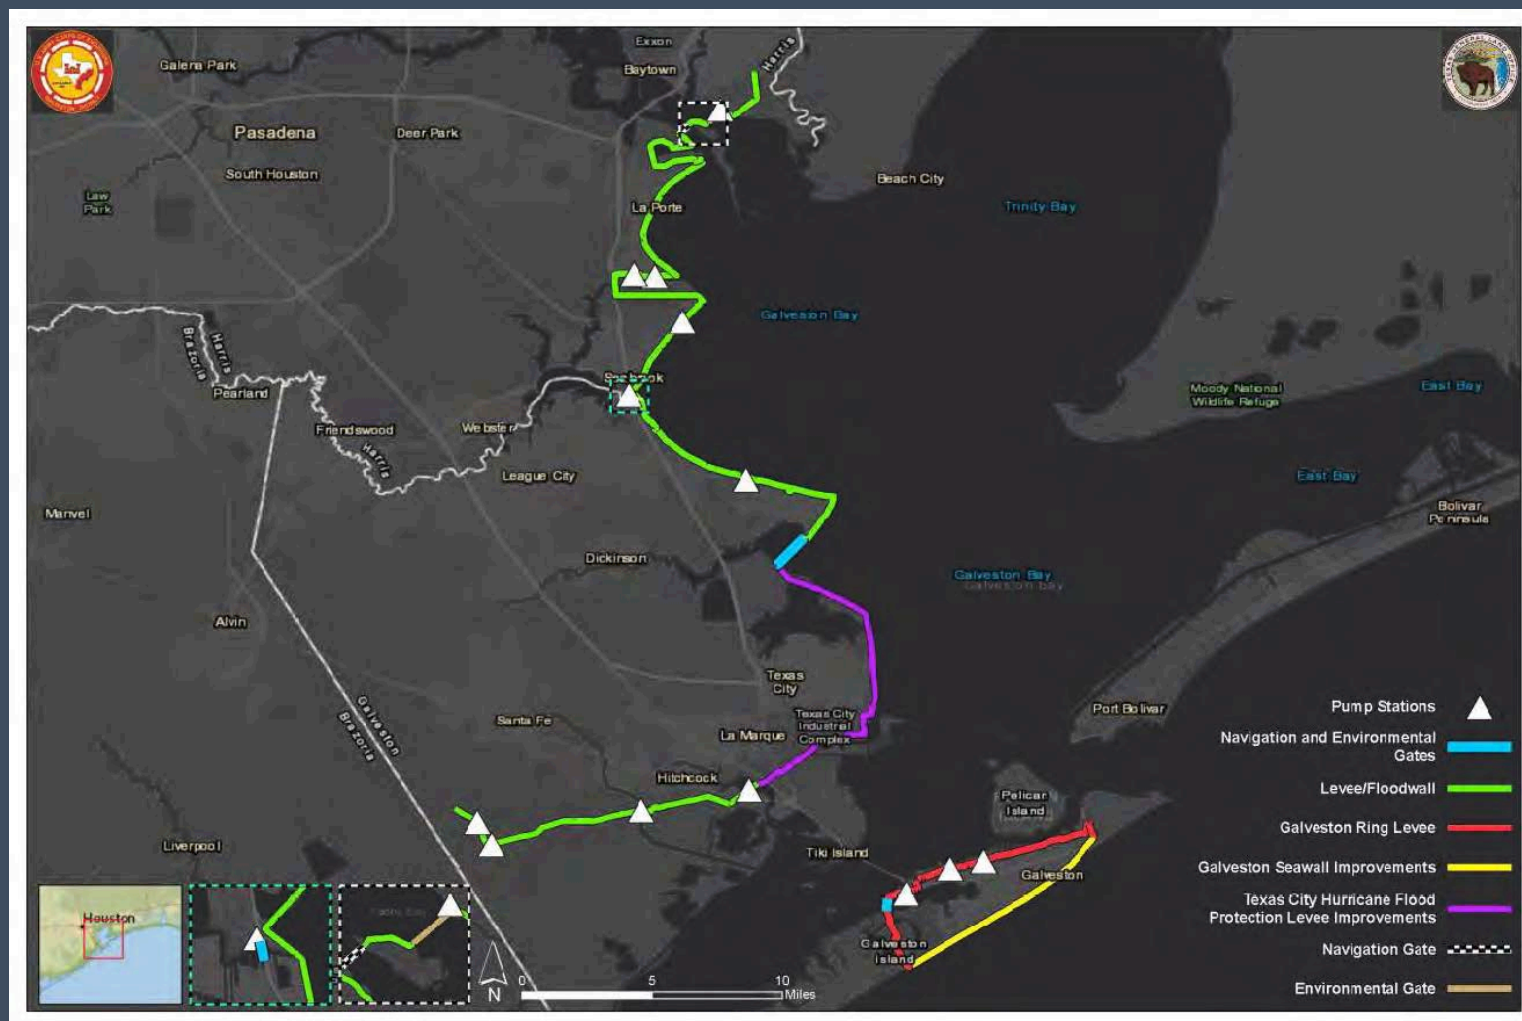 Exxon
Baytown
Harris
Galena Park
Pasadena
Deer Park
South Houston
Law
Park
Beach City
Trinity Bay
La Porte
Galveston Bay
Harris
Brazoria
Seabrook
Pearland
Moody National
Wildlife Refuge
East Bay
Friendswood
Webster
Harris
League City
East Bay
Manvel
Bolivar
Peninsula
Dickinson
Galveston Bay
Galveston bay
Alvin
Texas
City
Galveston
Brazoria
Santa Fe
La Marque
Texas City
Industrial
Complex
Port Bolivar
Hitchcock
Pelican
Island
Liverpool
Tiki Island
Galveston
Galveston
Island
Pump Stations
Navigation and Environmental
Gates
Levee/Floodwall
Galveston Ring Levee
Galveston Seawall Improvements
Texas City Hurricane Flood
Protection Levee Improvements
Navigation Gate
Environmental Gate
Houston
N
0 5 10
Miles